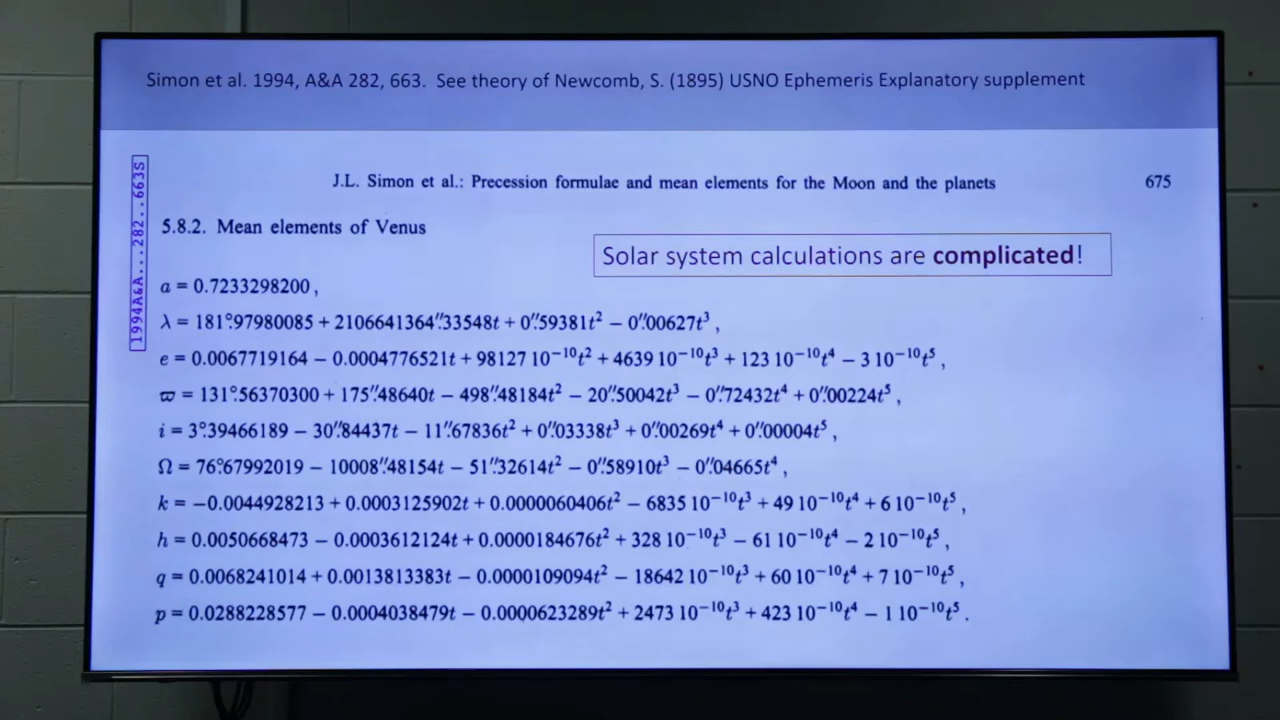 Simon et al. 1994, A&A 282, 663. See theory of Newcomb, S. (1895) USNO Ephemeris Explanatory supplement
1994A&A...282..663S
J.L. Simon et al.: Precession formulae and mean elements for the Moon and the planets 675
5.8.2. Mean elements of Venus
Solar system calculations are complicated!
a = 0.7233298200 ,
λ = 181°.97980085 + 2106641364″.33548t + 0″.59381t² − 0″.00627t³ ,
e = 0.0067719164 − 0.0004776521t + 98127 10⁻¹⁰t² + 4639 10⁻¹⁰t³ + 123 10⁻¹⁰t⁴ − 3 10⁻¹⁰t⁵ ,
ϖ = 131°.56370300 + 175″.48640t − 498″.48184t² − 20″.50042t³ − 0″.72432t⁴ + 0″.00224t⁵ ,
i = 3°.39466189 − 30″.84437t − 11″.67836t² + 0″.03338t³ + 0″.00269t⁴ + 0″.00004t⁵ ,
Ω = 76°.67992019 − 10008″.48154t − 51″.32614t² − 0″.58910t³ − 0″.04665t⁴ ,
k = −0.0044928213 + 0.0003125902t + 0.0000060406t² − 6835 10⁻¹⁰t³ + 49 10⁻¹⁰t⁴ + 6 10⁻¹⁰t⁵ ,
h = 0.0050668473 − 0.0003612124t + 0.0000184676t² + 328 10⁻¹⁰t³ − 61 10⁻¹⁰t⁴ − 2 10⁻¹⁰t⁵ ,
q = 0.0068241014 + 0.0013813383t − 0.0000109094t² − 18642 10⁻¹⁰t³ + 60 10⁻¹⁰t⁴ + 7 10⁻¹⁰t⁵ ,
p = 0.0288228577 − 0.0004038479t − 0.0000623289t² + 2473 10⁻¹⁰t³ + 423 10⁻¹⁰t⁴ − 1 10⁻¹⁰t⁵ .